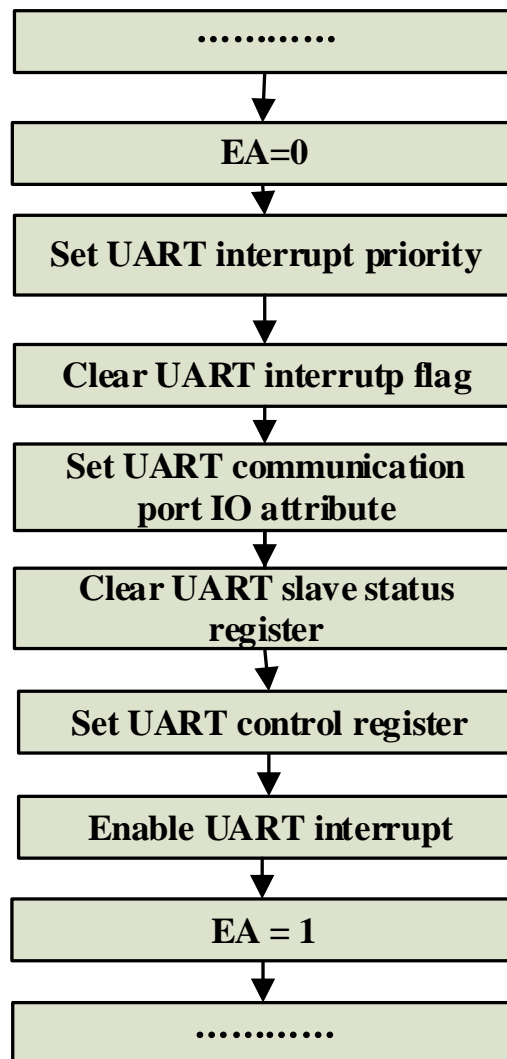 ············
EA=0
Set UART interrupt priority
Clear UART interrutp flag
Set UART communication
port IO attribute
Clear UART slave status
register
Set UART control register
Enable UART interrupt
EA = 1
············